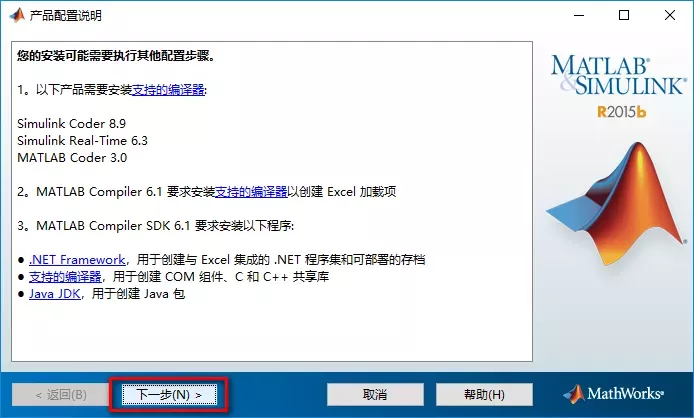 产品配置说明
您的安装可能需要执行其他配置步骤。
1。以下产品需要安装支持的编译器:
Simulink Coder 8.9
Simulink Real-Time 6.3
MATLAB Coder 3.0
2。MATLAB Compiler 6.1 要求安装支持的编译器以创建 Excel 加载项
3。MATLAB Compiler SDK 6.1 要求安装以下程序:
● .NET Framework，用于创建与 Excel 集成的 .NET 程序集和可部署的存档
● 支持的编译器，用于创建 COM 组件、C 和 C++ 共享库
● Java JDK，用于创建 Java 包
MATLAB
&SIMULINK®
R2015b
< 返回(B)
下一步(N) >
取消
帮助(H)
MathWorks®